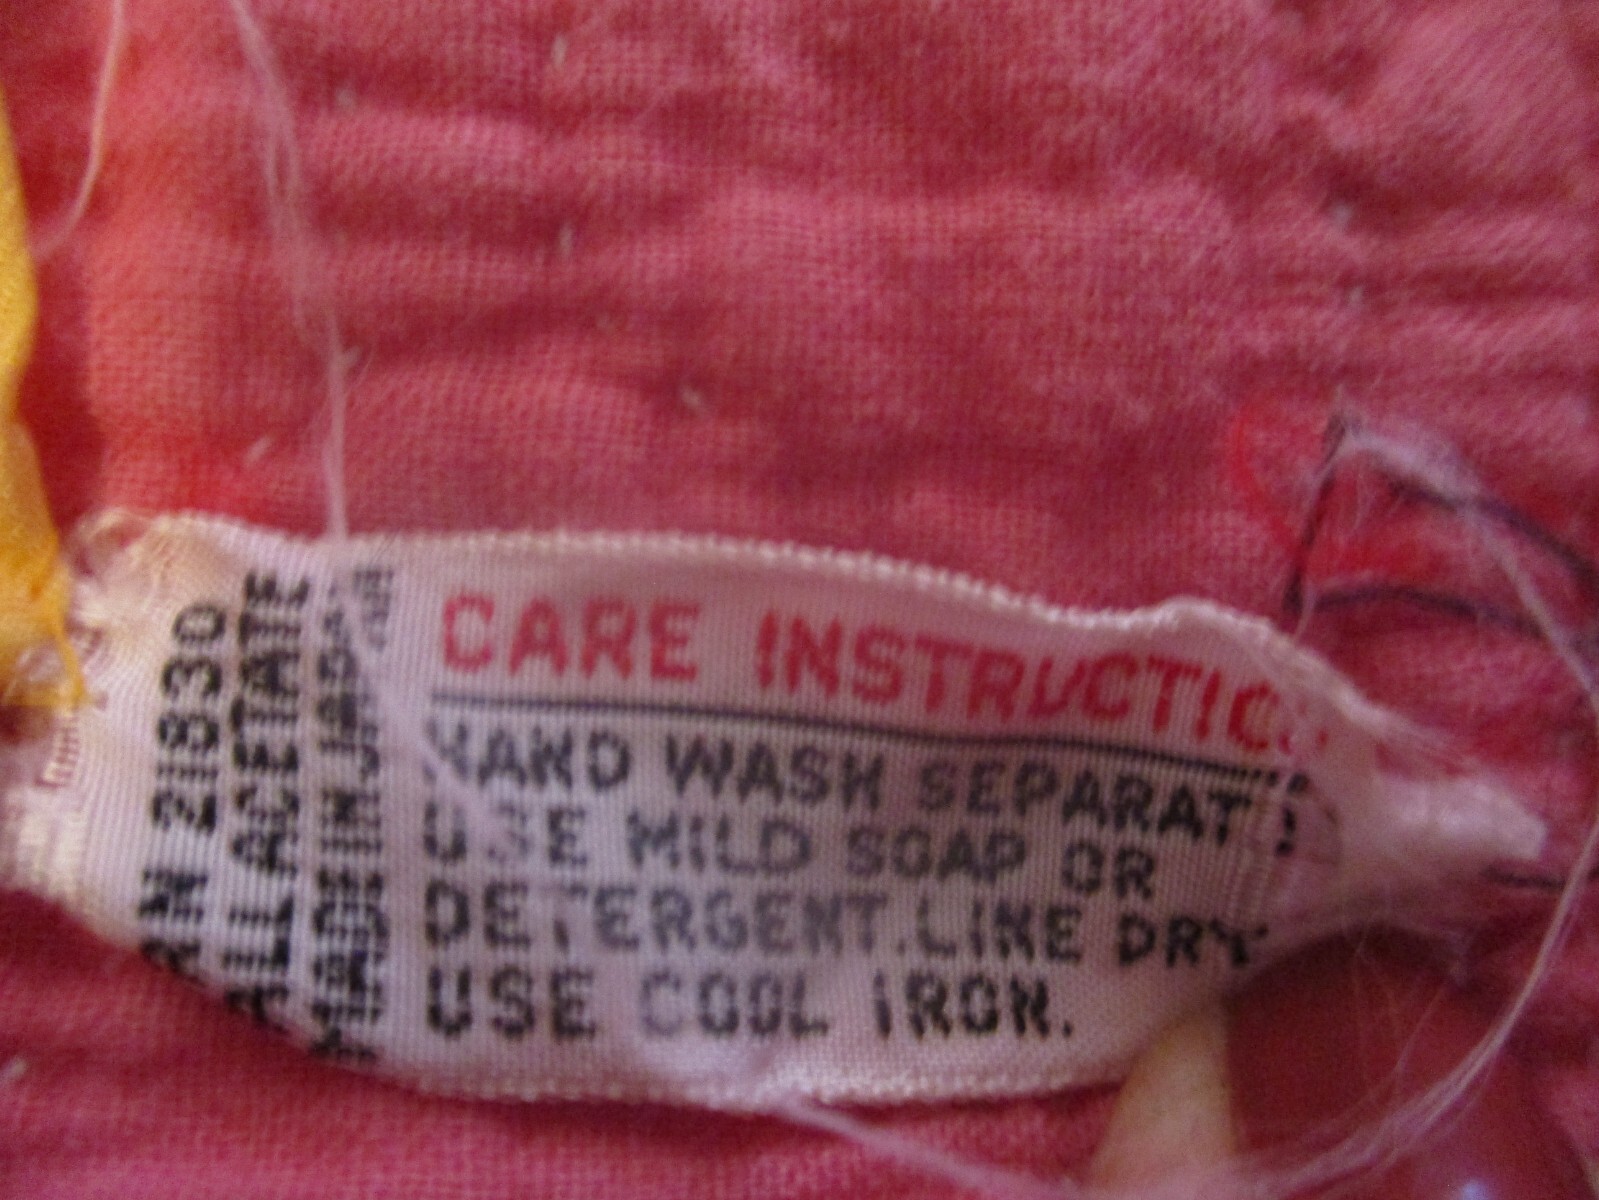 AN 21830
ALL ACETATE
MADE IN JAPAN
CARE INSTRUCTIO
HAND WASH SEPARAT
USE MILD SOAP OR
DETERGENT. LINE DRY
USE COOL IRON.